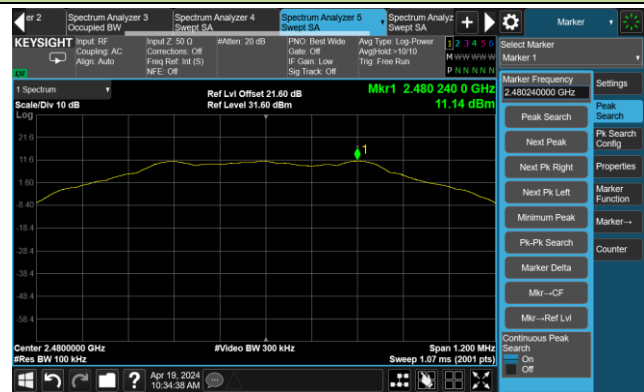 er 2
Spectrum Analyzer 3
Occupied BW
Spectrum Analyzer 4
Swept SA
Spectrum Analyzer 5
Swept SA
Spectrum Analyz
Swept SA
Marker
KEYSIGHT
Input: RF
Coupling: AC
Align: Auto
Input Z: 50 Ω
Corrections: Off
Freq Ref: Int (S)
NFE: Off
#Atten: 20 dB
PNO: Best Wide
Gate: Off
IF Gain: Low
Sig Track: Off
Avg Type: Log-Power
Avg|Hold:>10/10
Trig: Free Run
1 2 3 4 5 6
M W W W W W
P N N N N N
LVI
Select Marker
Marker 1
1 Spectrum
Scale/Div 10 dB
Log
Ref Lvl Offset 21.60 dB
Ref Level 31.60 dBm
Mkr1 2.480 240 0 GHz
11.14 dBm
1
21.6
11.6
1.60
-8.40
-18.4
-28.4
-38.4
-48.4
-58.4
Center 2.4800000 GHz
#Res BW 100 kHz
#Video BW 300 kHz
Span 1.200 MHz
Sweep 1.07 ms (2001 pts)
Marker Frequency
2.480240000 GHz
Peak Search
Next Peak
Next Pk Right
Next Pk Left
Minimum Peak
Pk-Pk Search
Marker Delta
Mkr→CF
Mkr→Ref Lvl
Continuous Peak
Search
On
Off
Settings
Peak
Search
Pk Search
Config
Properties
Marker
Function
Marker→
Counter
Apr 19, 2024
10:34:38 AM